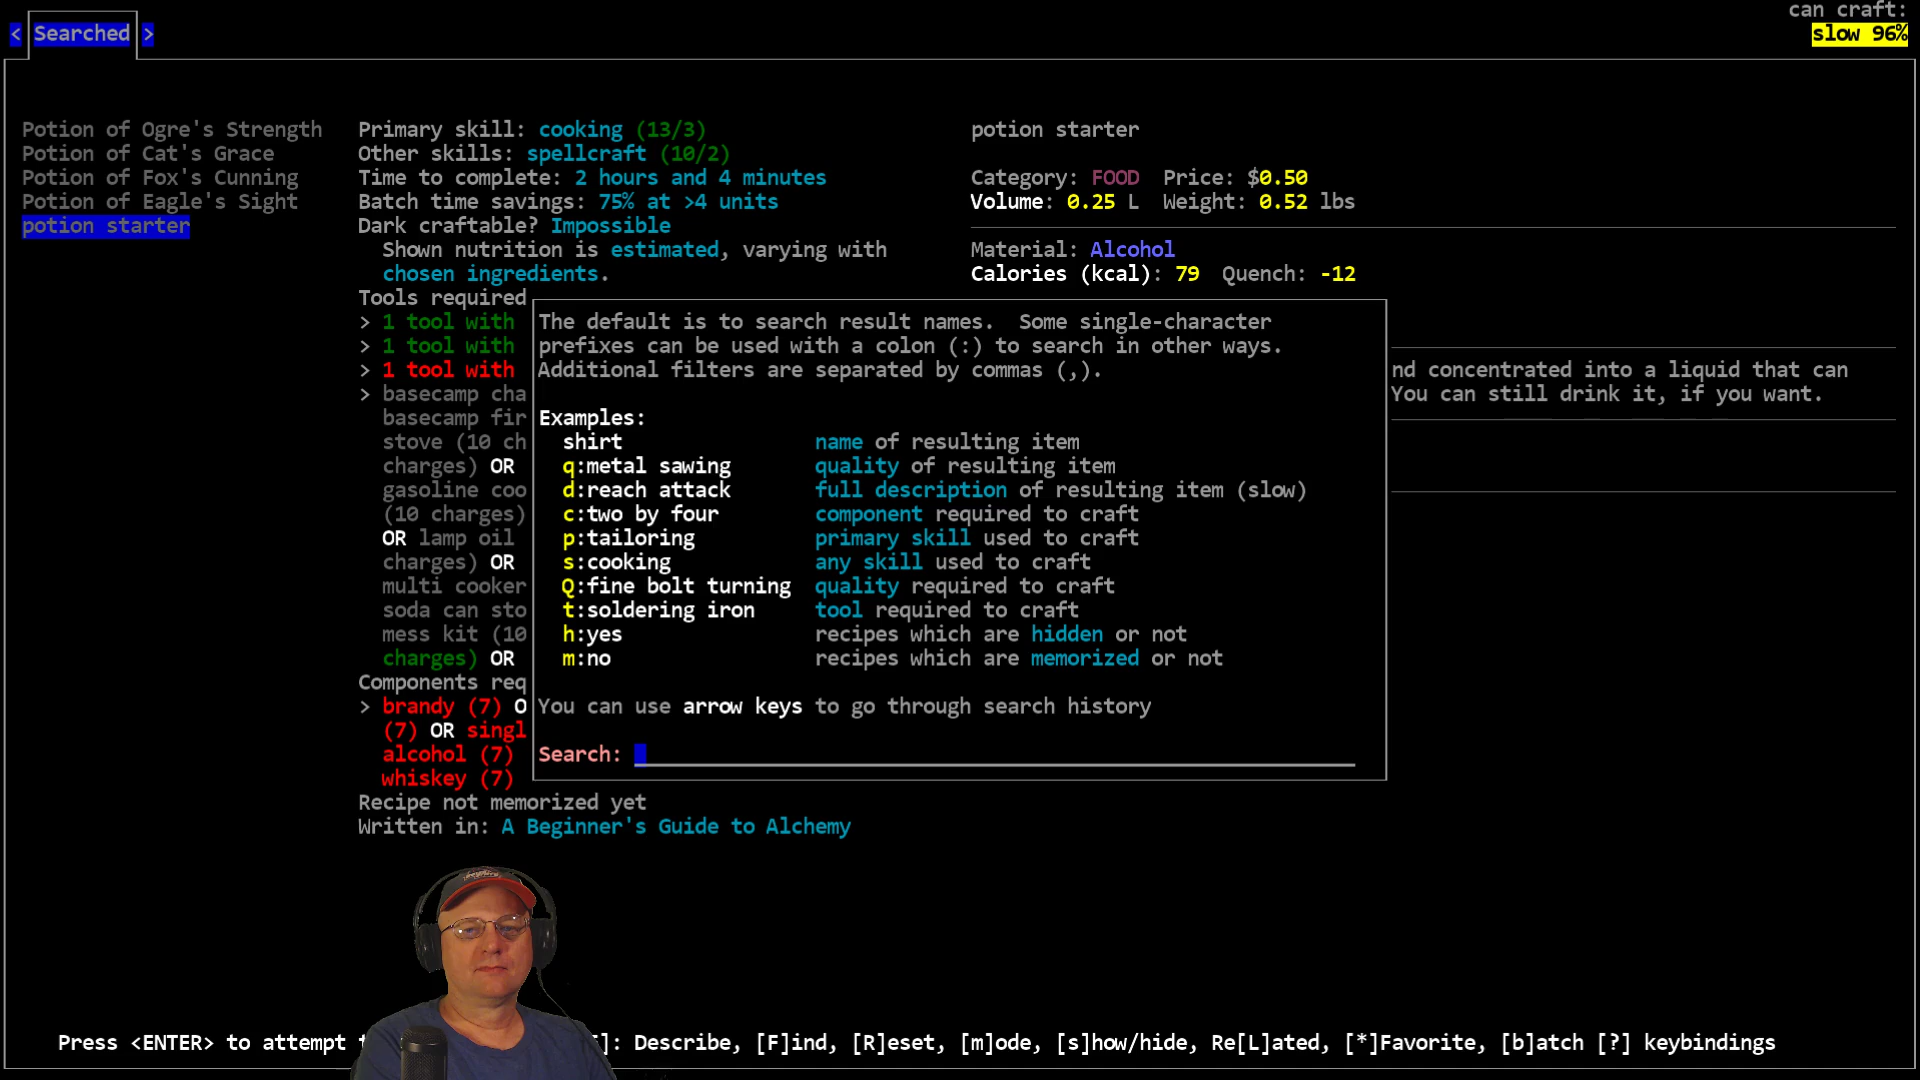 can craft:
< Searched >
slow 96%
Potion of Ogre's Strength
Potion of Cat's Grace
Potion of Fox's Cunning
Potion of Eagle's Sight
potion starter
Primary skill: cooking (13/3)
Other skills: spellcraft (10/2)
Time to complete: 2 hours and 4 minutes
Batch time savings: 75% at >4 units
Dark craftable? Impossible
Shown nutrition is estimated, varying with
chosen ingredients.
Tools required
> 1 tool with
> 1 tool with
> 1 tool with
> basecamp cha
basecamp fir
stove (10 ch
charges) OR
gasoline coo
(10 charges)
OR lamp oil
charges) OR
multi cooker
soda can sto
mess kit (10
charges) OR
Components req
> brandy (7) O
(7) OR singl
alcohol (7)
whiskey (7)
Recipe not memorized yet
Written in: A Beginner's Guide to Alchemy
potion starter
Category: FOOD Price: $0.50
Volume: 0.25 L Weight: 0.52 lbs
Material: Alcohol
Calories (kcal): 79 Quench: -12
nd concentrated into a liquid that can
You can still drink it, if you want.
The default is to search result names. Some single-character
prefixes can be used with a colon (:) to search in other ways.
Additional filters are separated by commas (,).
Examples:
shirt name of resulting item
q:metal sawing quality of resulting item
d:reach attack full description of resulting item (slow)
c:two by four component required to craft
p:tailoring primary skill used to craft
s:cooking any skill used to craft
Q:fine bolt turning quality required to craft
t:soldering iron tool required to craft
h:yes recipes which are hidden or not
m:no recipes which are memorized or not
You can use arrow keys to go through search history
Search:
Press <ENTER> to attempt t ]: Describe, [F]ind, [R]eset, [m]ode, [s]how/hide, Re[L]ated, [*]Favorite, [b]atch [?] keybindings